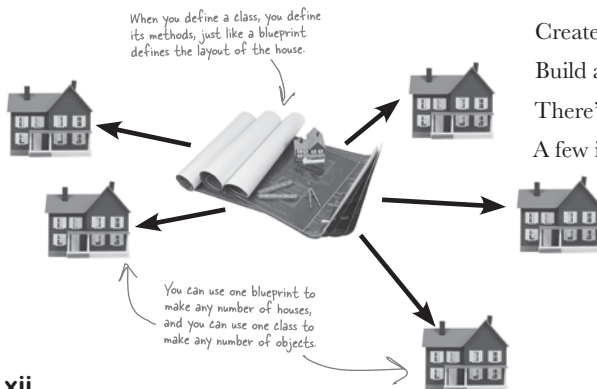 When you define a class, you define
its methods, just like a blueprint
defines the layout of the house.
Create
Build a
There'
A few i
You can use one blueprint to
make any number of houses,
and you can use one class to
make any number of objects.
xii